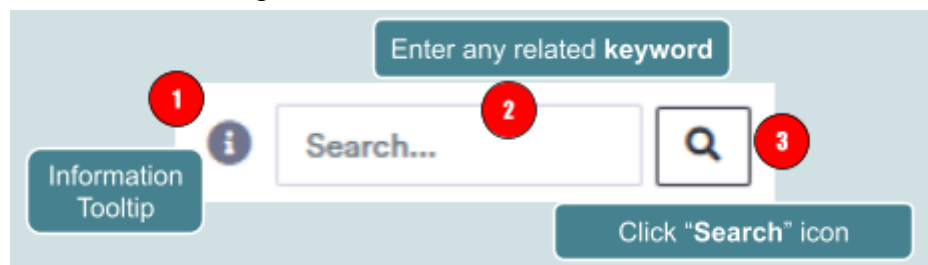 Enter any related keyword
1
2
i
Search...
3
Information
Tooltip
Click “Search” icon